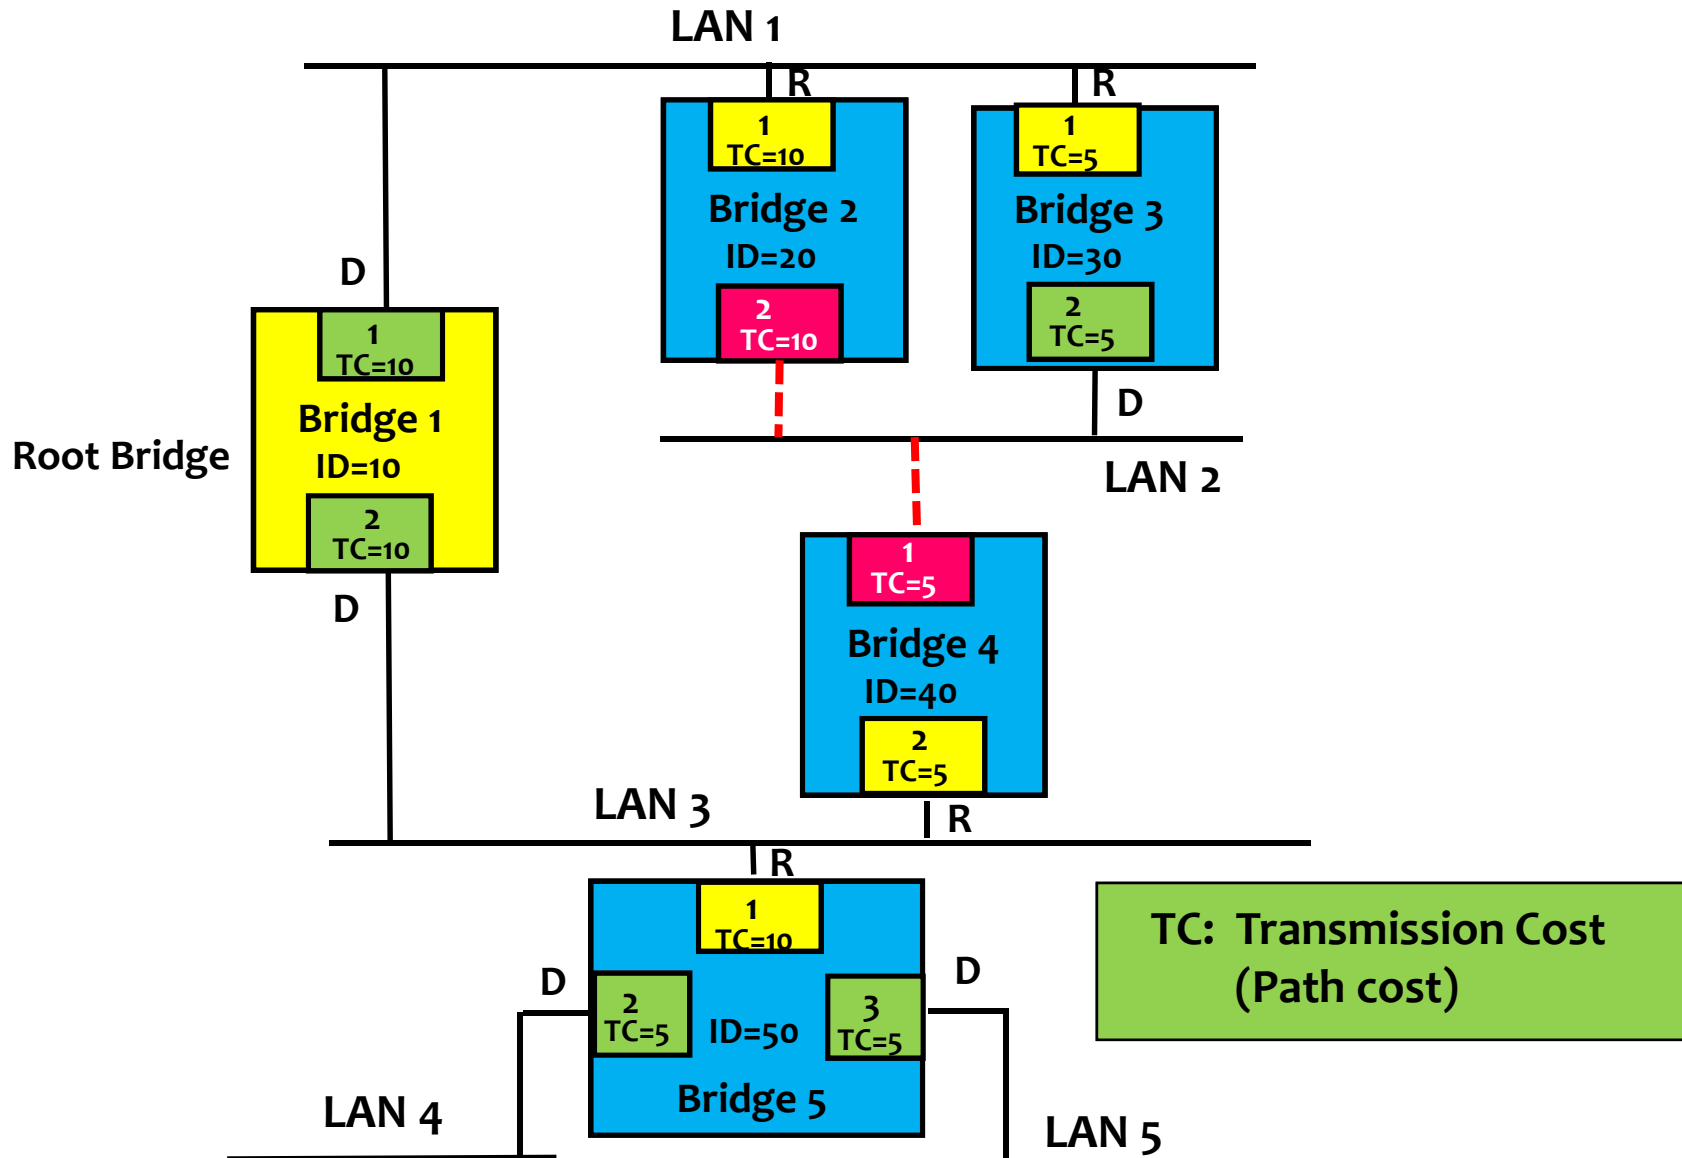 LAN 1
R
R
1
TC=10
Bridge 2
ID=20
2
TC=10
1
TC=5
Bridge 3
ID=30
2
TC=5
D
D
1
TC=10
Bridge 1
ID=10
2
TC=10
Root Bridge
D
LAN 2
1
TC=5
Bridge 4
ID=40
2
TC=5
R
LAN 3
R
1
TC=10
D
2
TC=5
ID=50
3
TC=5
D
Bridge 5
LAN 4
LAN 5
TC: Transmission Cost
(Path cost)